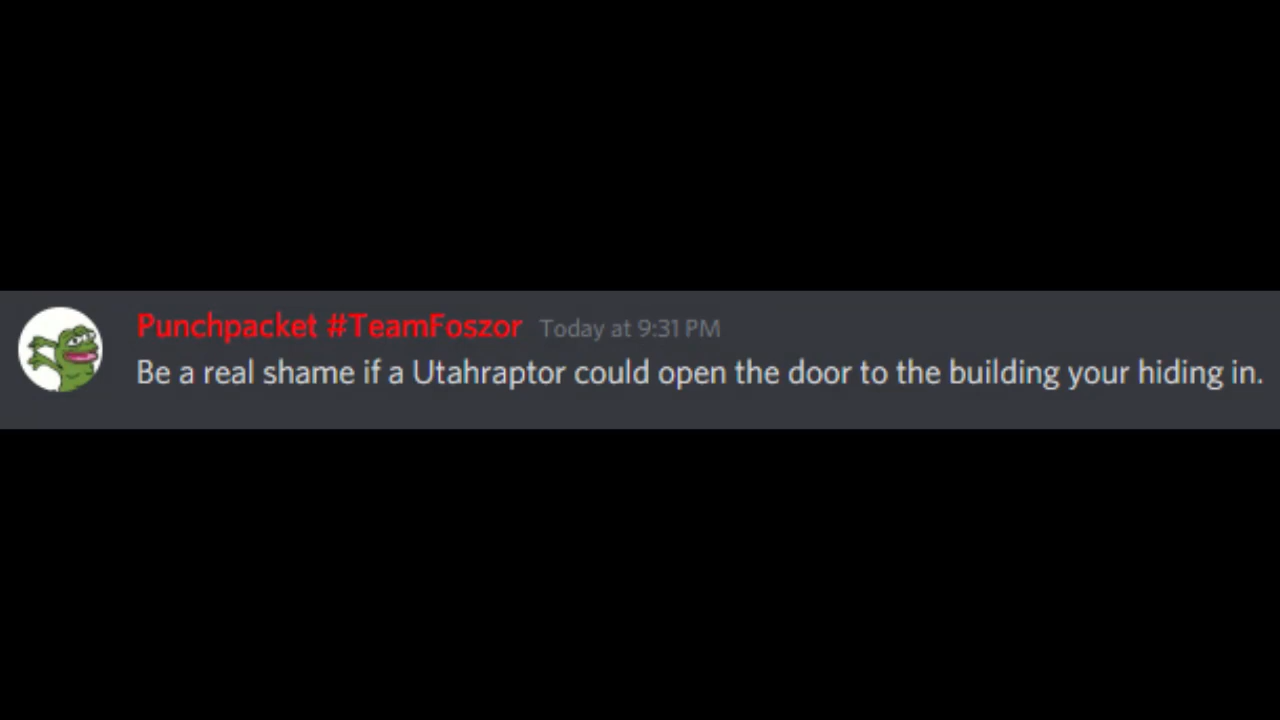 Punchpacket #TeamFoszor Today at 9:31 PM
Be a real shame if a Utahraptor could open the door to the building your hiding in.